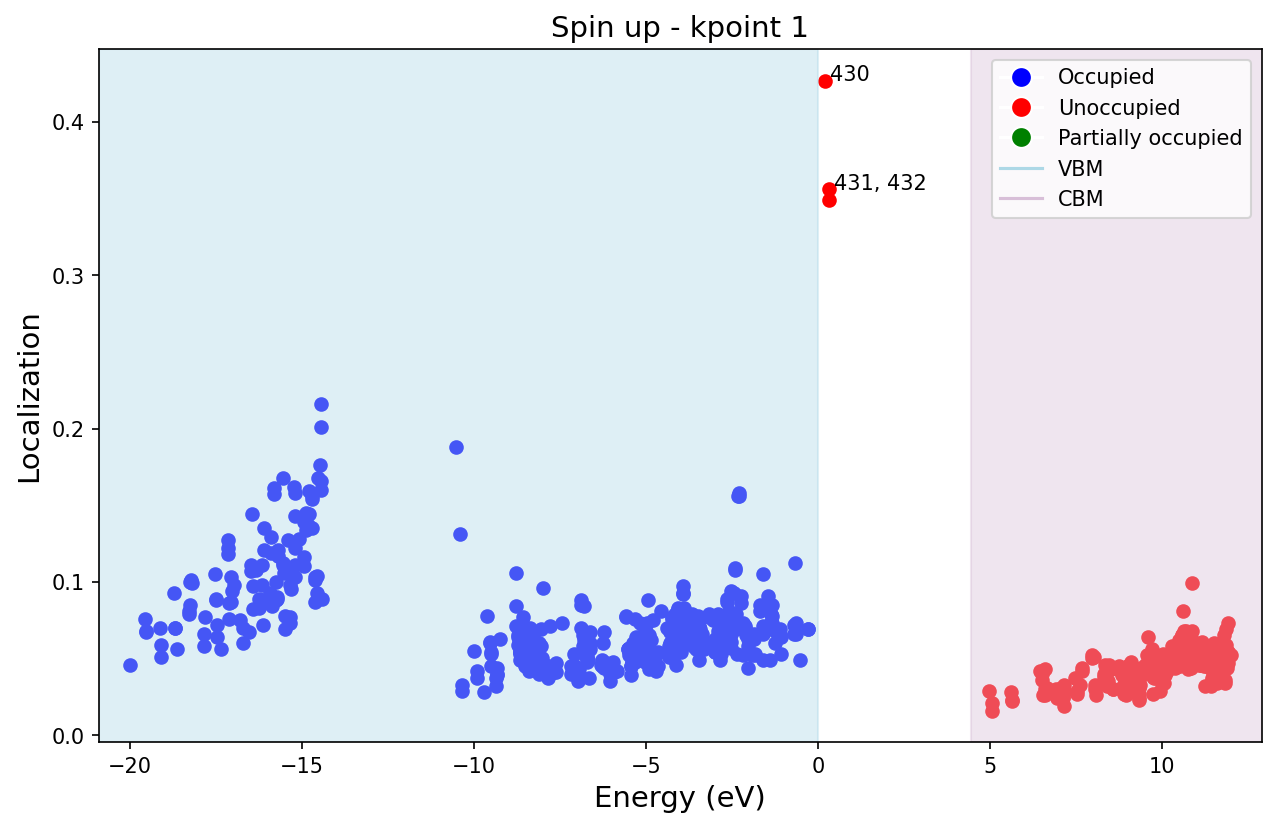 Spin up - kpoint 1
430
431, 432
Occupied
Unoccupied
Partially occupied
VBM
CBM
Localization
0.4
0.3
0.2
0.1
0.0
−20
−15
−10
−5
0
5
10
Energy (eV)